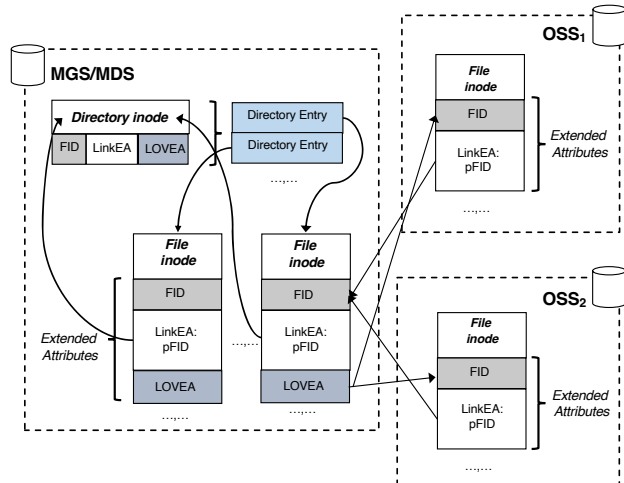 MGS/MDS
Directory inode
FID LinkEA LOVEA
Directory Entry
Directory Entry
...,...
File
inode
FID
LinkEA:
pFID
LOVEA
...,...
Extended
Attributes
...,...
File
inode
FID
LinkEA:
pFID
LOVEA
...,...
OSS1
File
inode
FID
LinkEA:
pFID
...,...
Extended
Attributes
OSS2
File
inode
FID
LinkEA:
pFID
...,...
Extended
Attributes